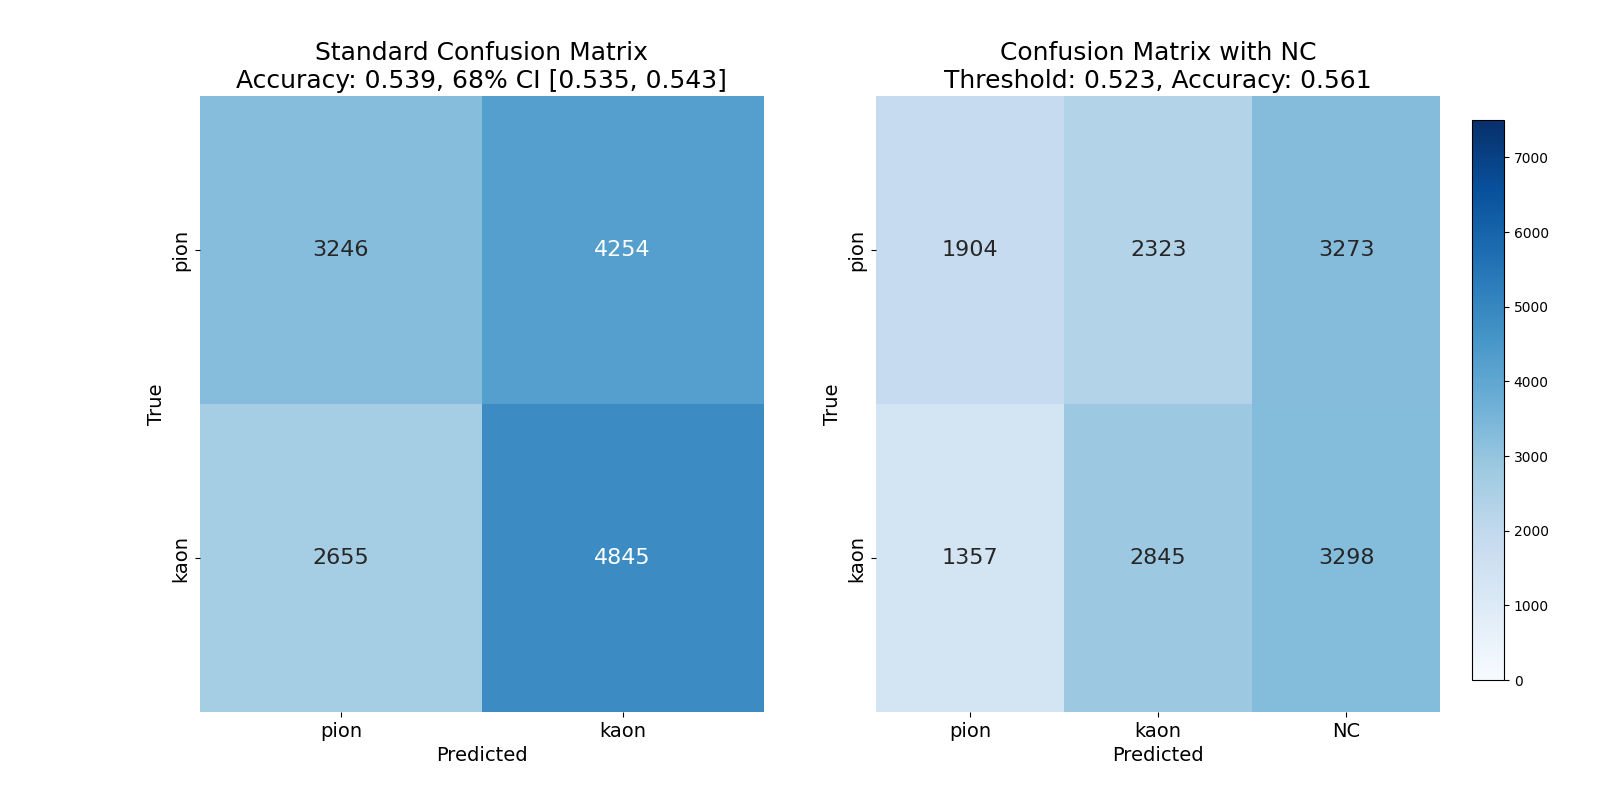 Standard Confusion Matrix
Accuracy: 0.539, 68% CI [0.535, 0.543]
True
pion
kaon
3246
4254
2655
4845
pion
kaon
Predicted
Confusion Matrix with NC
Threshold: 0.523, Accuracy: 0.561
True
pion
kaon
1904
2323
3273
1357
2845
3298
pion
kaon
NC
Predicted
7000
6000
5000
4000
3000
2000
1000
0